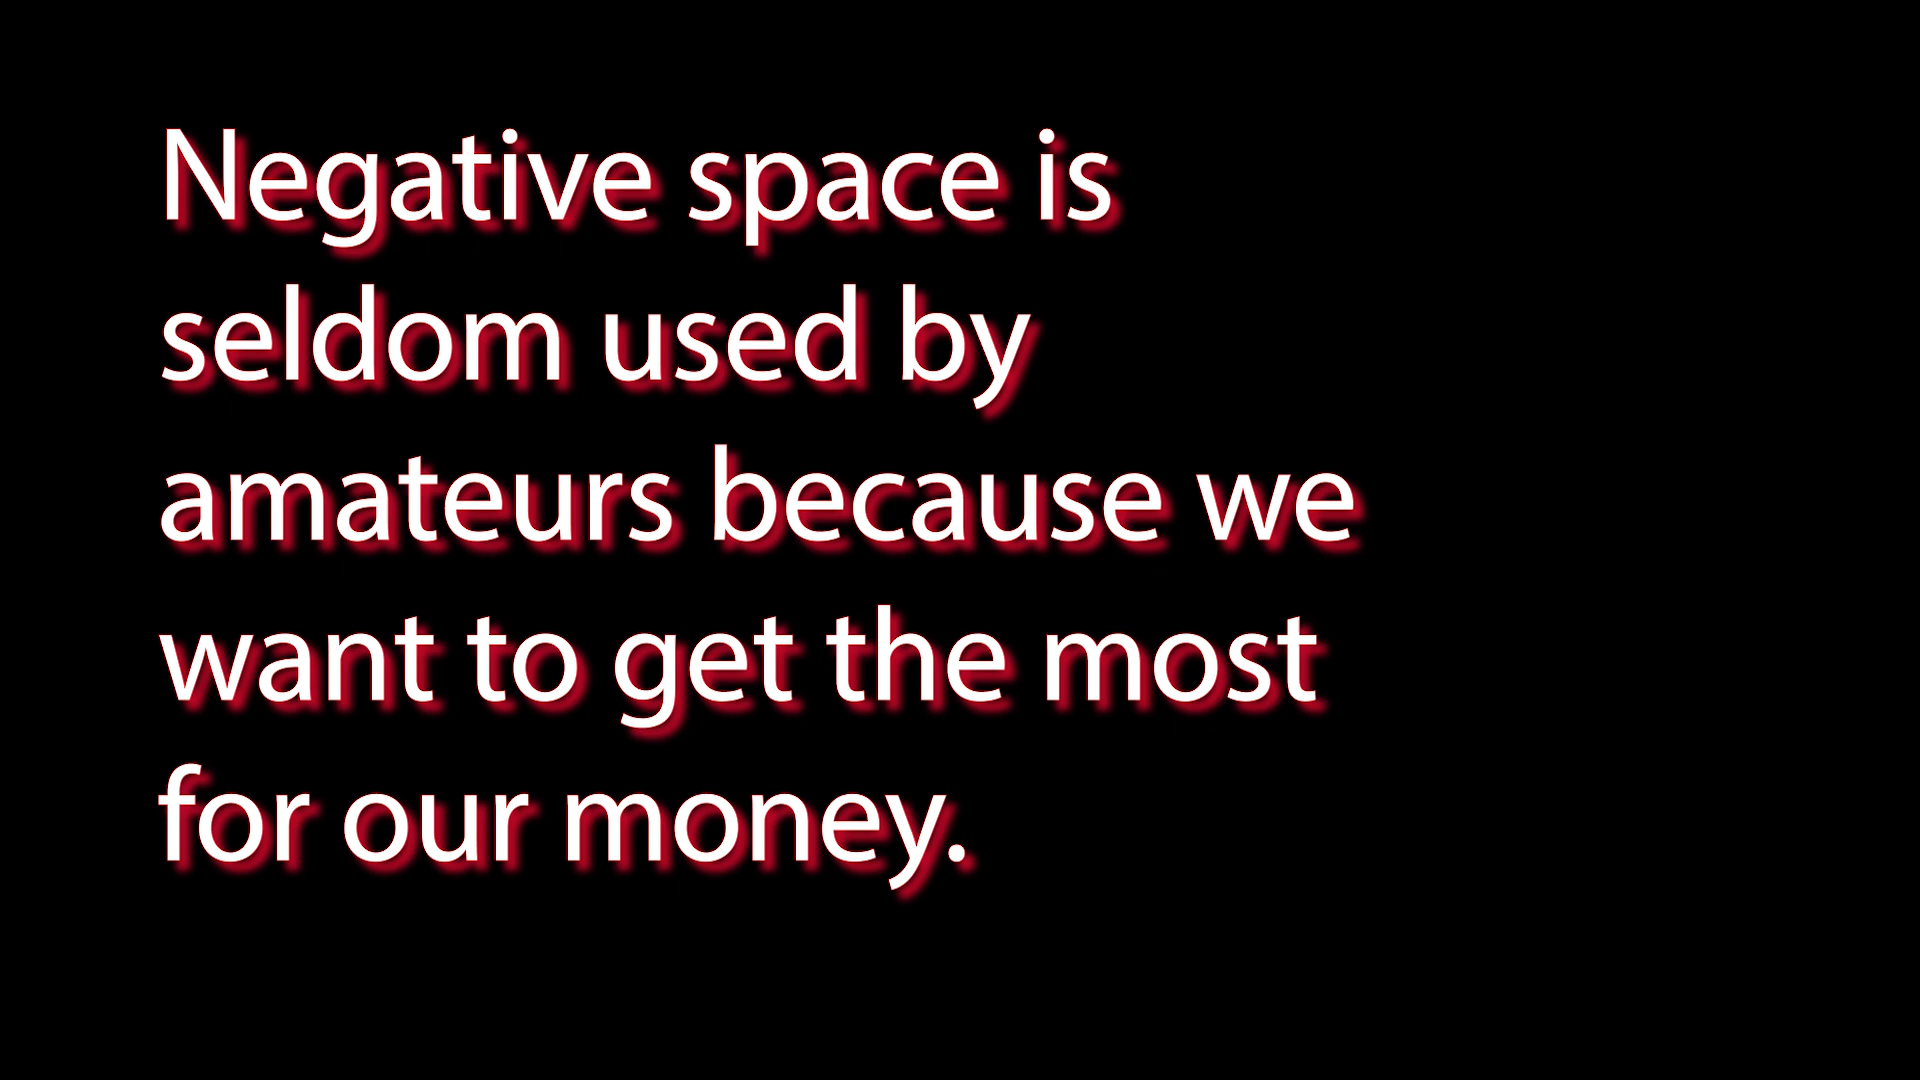 Negative space is
seldom used by
amateurs because we
want to get the most
for our money.